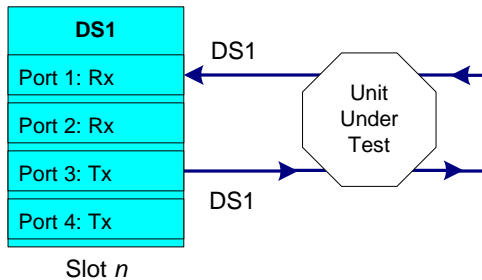 DS1
Port 1: Rx
Port 2: Rx
Port 3: Tx
Port 4: Tx
Slot n
DS1
DS1
Unit
Under
Test